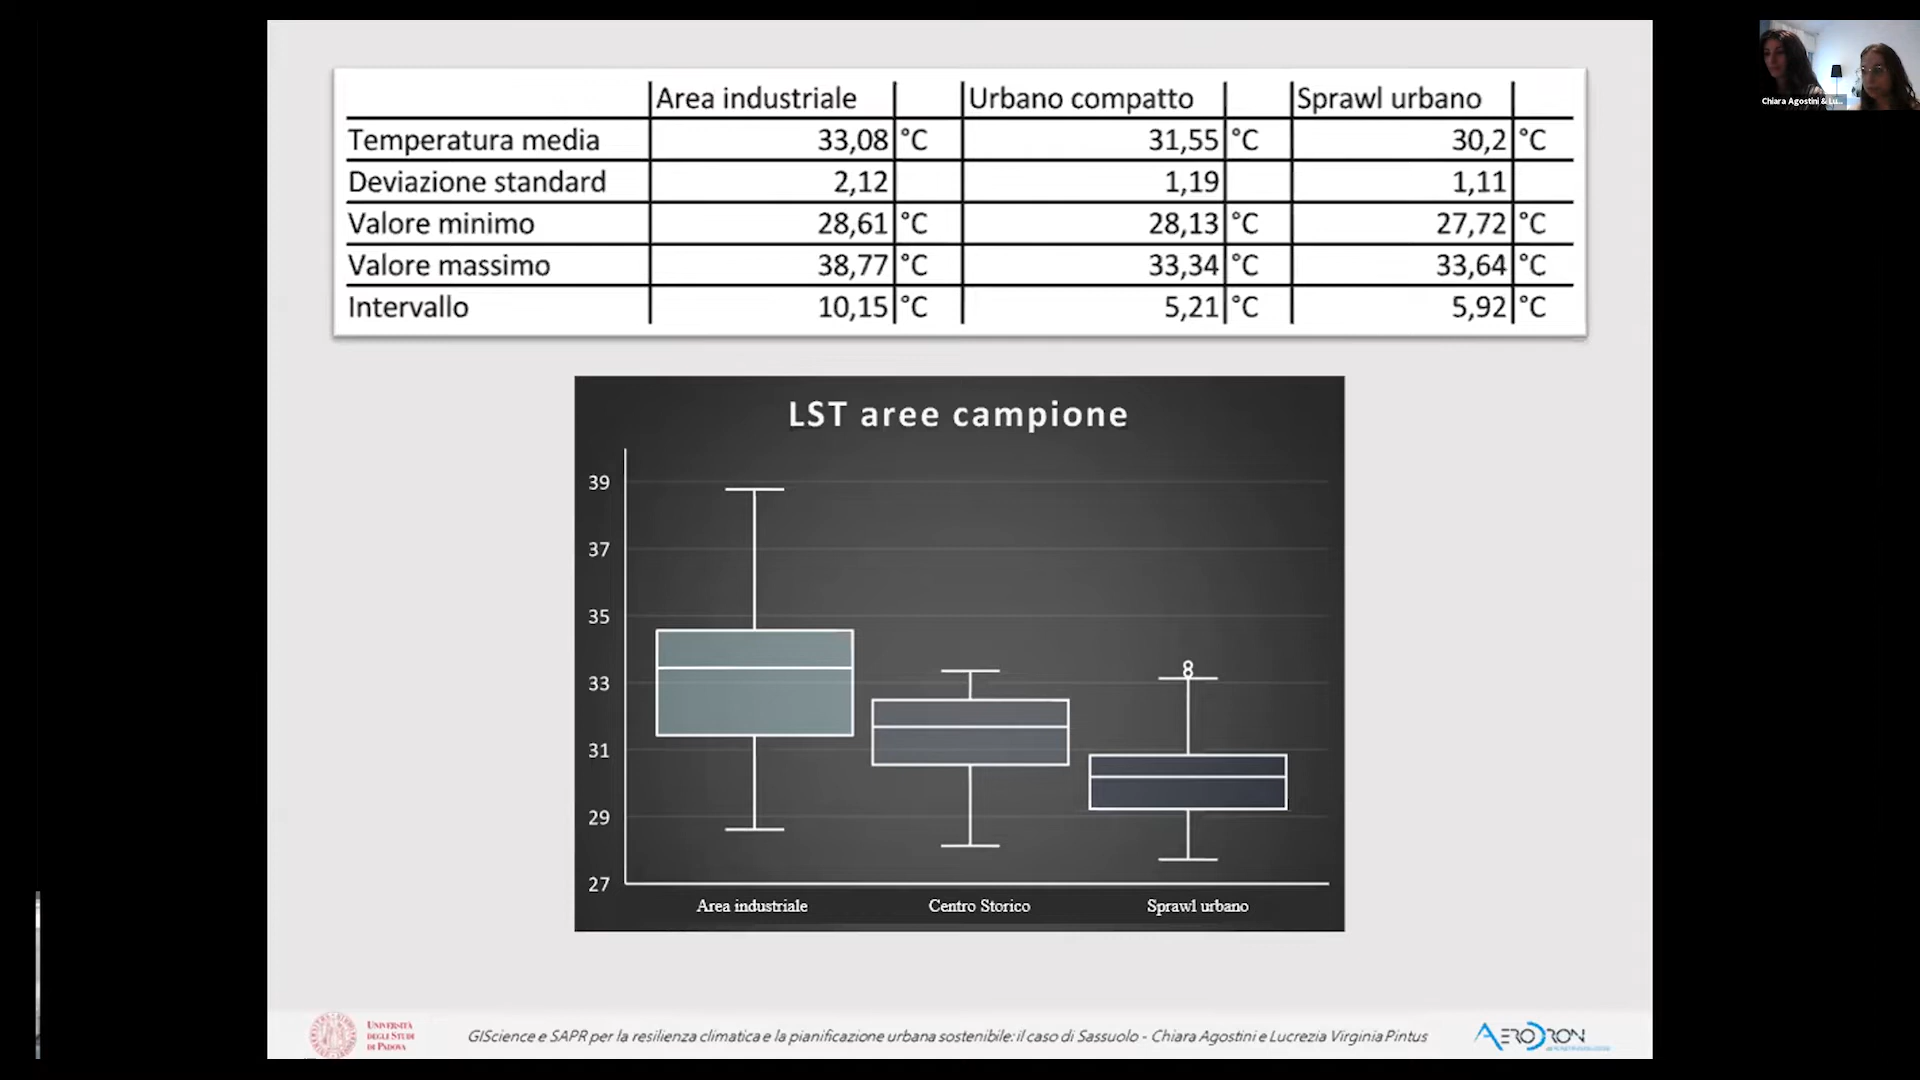 Chiara Agostini & Lu...
Area industriale Urbano compatto Sprawl urbano
Temperatura media 33,08 °C 31,55 °C 30,2 °C
Deviazione standard 2,12 1,19 1,11
Valore minimo 28,61 °C 28,13 °C 27,72 °C
Valore massimo 38,77 °C 33,34 °C 33,64 °C
Intervallo 10,15 °C 5,21 °C 5,92 °C
LST aree campione
39
37
35
33
31
29
27
Area industriale Centro Storico Sprawl urbano
UNIVERSITÀ
DEGLI STUDI
DI PADOVA
GIScience e SAPR per la resilienza climatica e la pianificazione urbana sostenibile: il caso di Sassuolo - Chiara Agostini e Lucrezia Virginia Pintus
AERODRON